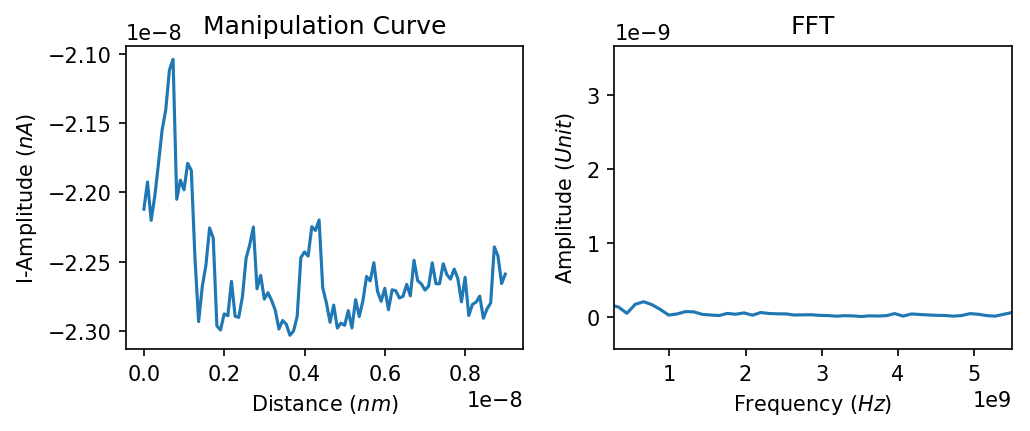 Manipulation Curve
1e−8
I-Amplitude (nA)
−2.10
−2.15
−2.20
−2.25
−2.30
0.0 0.2 0.4 0.6 0.8
1e−8
Distance (nm)
FFT
1e−9
Amplitude (Unit)
3
2
1
0
1 2 3 4 5
1e9
Frequency (Hz)